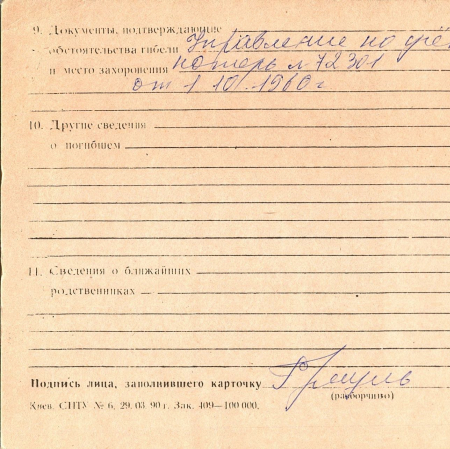 9. Документы, подтверждающие
обстоятельства гибели Управление по учё
и место захоронения потерь л. 72301
от 1.10.1960 г
10. Другие сведения
о погибшем
11. Сведения о ближайших
родственниках
Подпись лица, заполнившего карточку
(разборчиво)
Киев. СПТУ № 6. 29. 03. 90 г. Зак. 409—100 000.